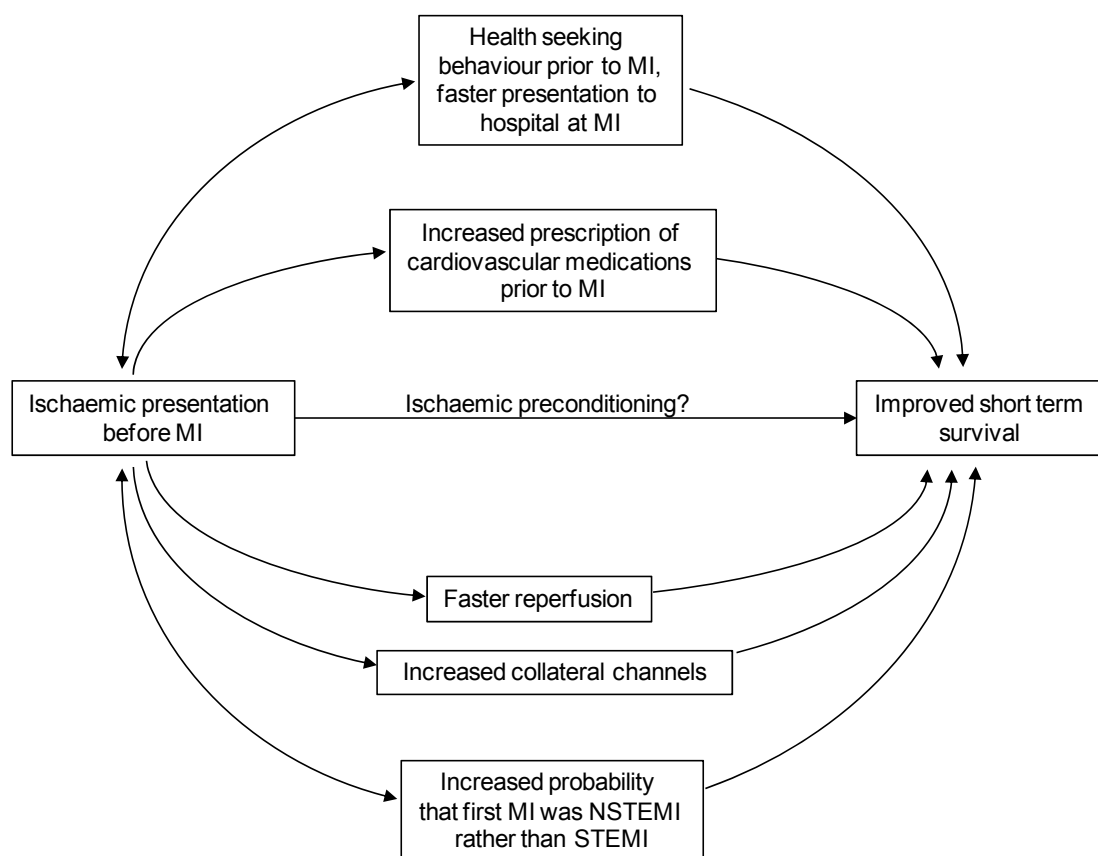 Health seeking
behaviour prior to MI,
faster presentation to
hospital at MI
Increased prescription of
cardiovascular medications
prior to MI
Ischaemic presentation
before MI
Ischaemic preconditioning?
Improved short term
survival
Faster reperfusion
Increased collateral channels
Increased probability
that first MI was NSTEMI
rather than STEMI